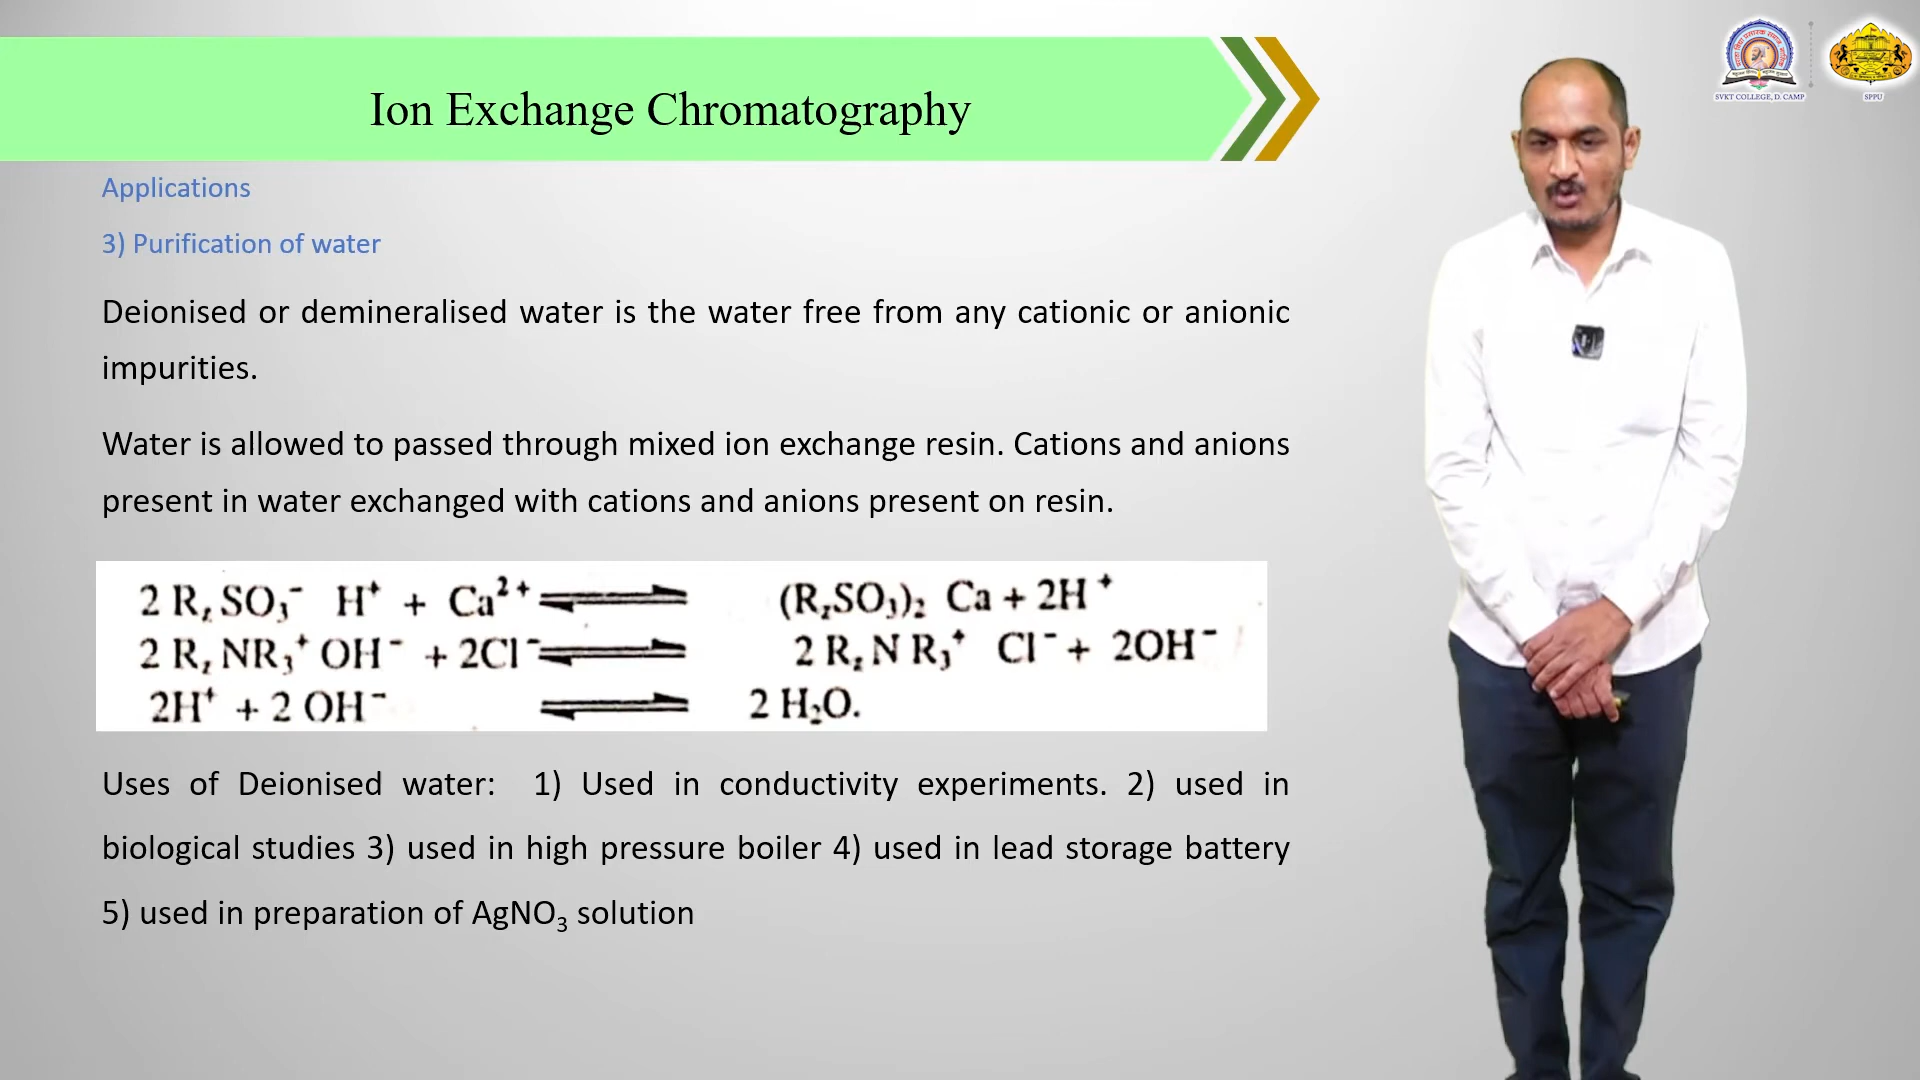 Ion Exchange Chromatography
SVKT COLLEGE, D. CAMP
SPPU
Applications
3) Purification of water
Deionised or demineralised water is the water free from any cationic or anionic
impurities.
Water is allowed to passed through mixed ion exchange resin. Cations and anions
present in water exchanged with cations and anions present on resin.
2 R_z SO₃⁻ H⁺ + Ca²⁺ ⇌ (R_zSO₃)₂ Ca + 2H⁺
2 R_z NR₃⁺ OH⁻ + 2Cl⁻ ⇌ 2 R_z N R₃⁺ Cl⁻ + 2OH⁻
2H⁺ + 2 OH⁻ ⇌ 2 H₂O.
Uses of Deionised water: 1) Used in conductivity experiments. 2) used in
biological studies 3) used in high pressure boiler 4) used in lead storage battery
5) used in preparation of AgNO₃ solution